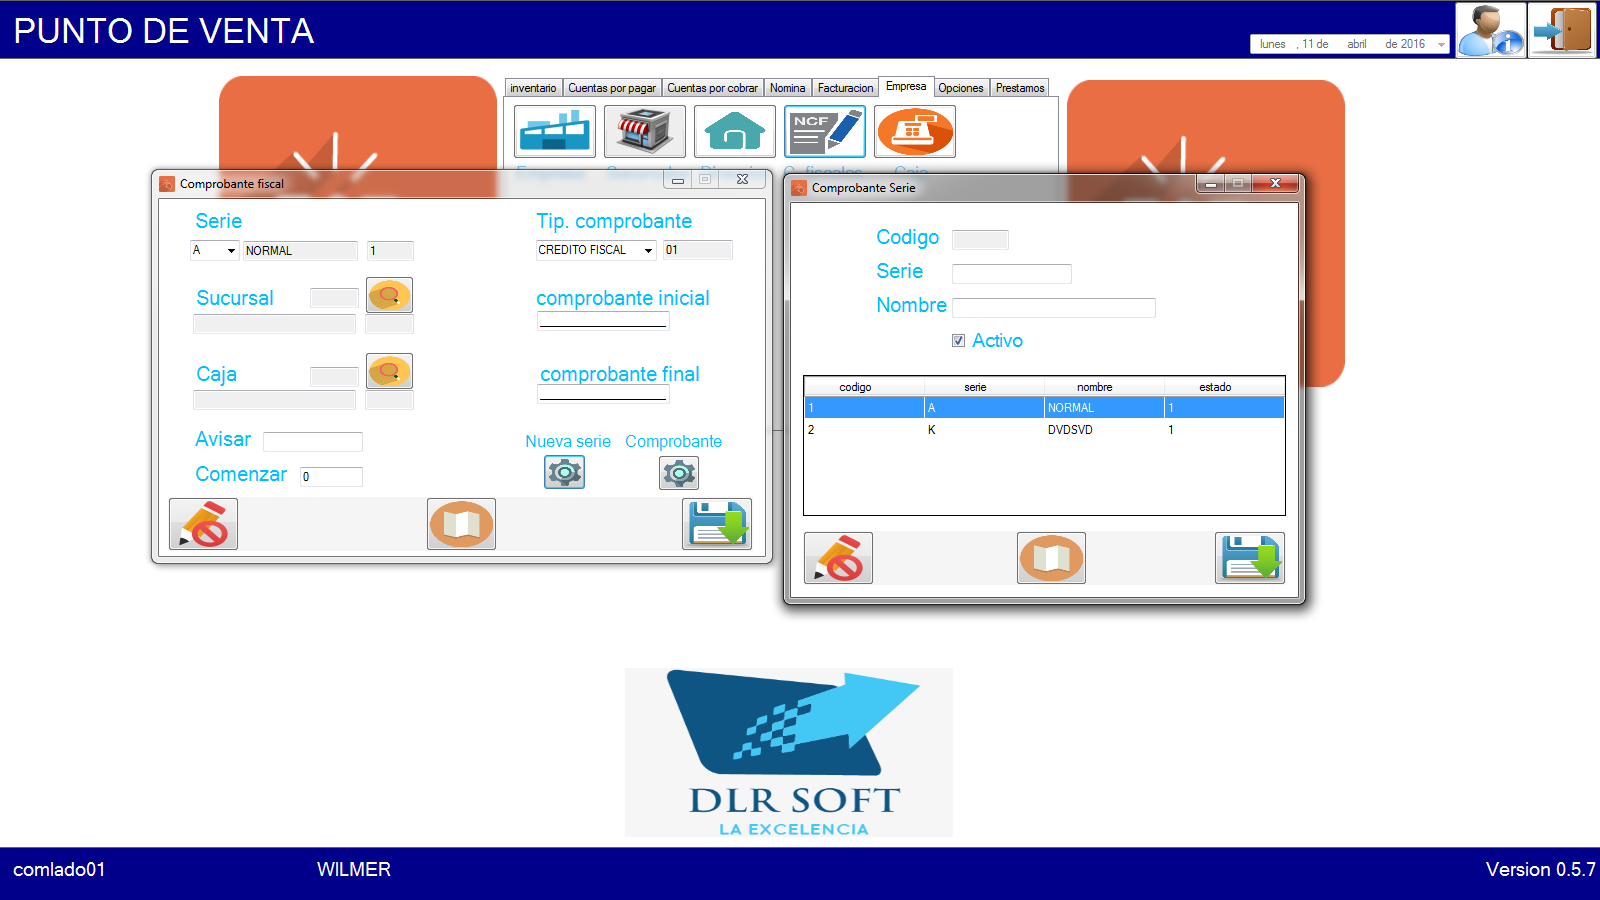 PUNTO DE VENTA
lunes , 11 de abril de 2016
inventario Cuentas por pagar Cuentas por cobrar Nomina Facturacion Empresa Opciones Prestamos
NCF
Comprobante fiscal
Serie Tip. comprobante
A NORMAL 1 CREDITO FISCAL 01
Sucursal comprobante inicial
Caja comprobante final
Avisar
Nueva serie Comprobante
Comenzar 0
Comprobante Serie
Codigo
Serie
Nombre
Activo
codigo serie nombre estado
1 A NORMAL 1
2 K DVDSVD 1
DLR SOFT
LA EXCELENCIA
comlado01 WILMER Version 0.5.7